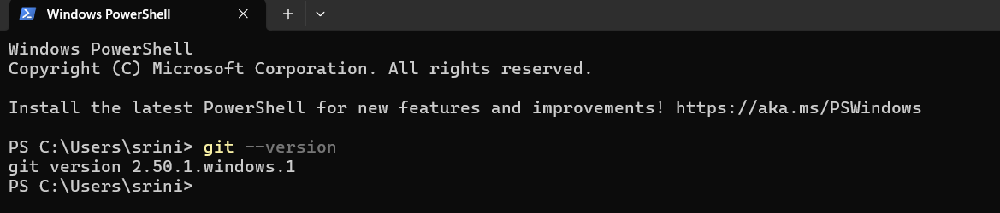 Windows PowerShell
Windows PowerShell
Copyright (C) Microsoft Corporation. All rights reserved.
Install the latest PowerShell for new features and improvements! https://aka.ms/PSWindows
PS C:\Users\srini> git --version
git version 2.50.1.windows.1
PS C:\Users\srini>